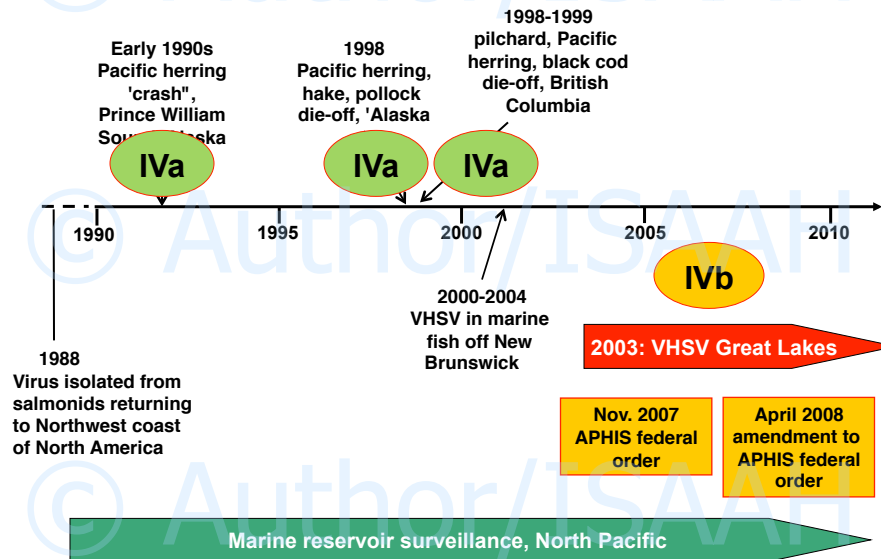 1998-1999
pilchard, Pacific
herring, black cod
die-off, British
Columbia
Early 1990s
Pacific herring
'crash",
Prince William
1998
Pacific herring,
hake, pollock
die-off, 'Alaska
IVa
IVa
IVa
1990
1995
2000
2005
2010
IVb
2000-2004
VHSV in marine
fish off New
Brunswick
2003: VHSV Great Lakes
1988
Virus isolated from
salmonids returning
to Northwest coast
of North America
Nov. 2007
APHIS federal
order
April 2008
amendment to
APHIS federal
order
Marine reservoir surveillance, North Pacific
© Author/ISAAH
© Author/ISAAH